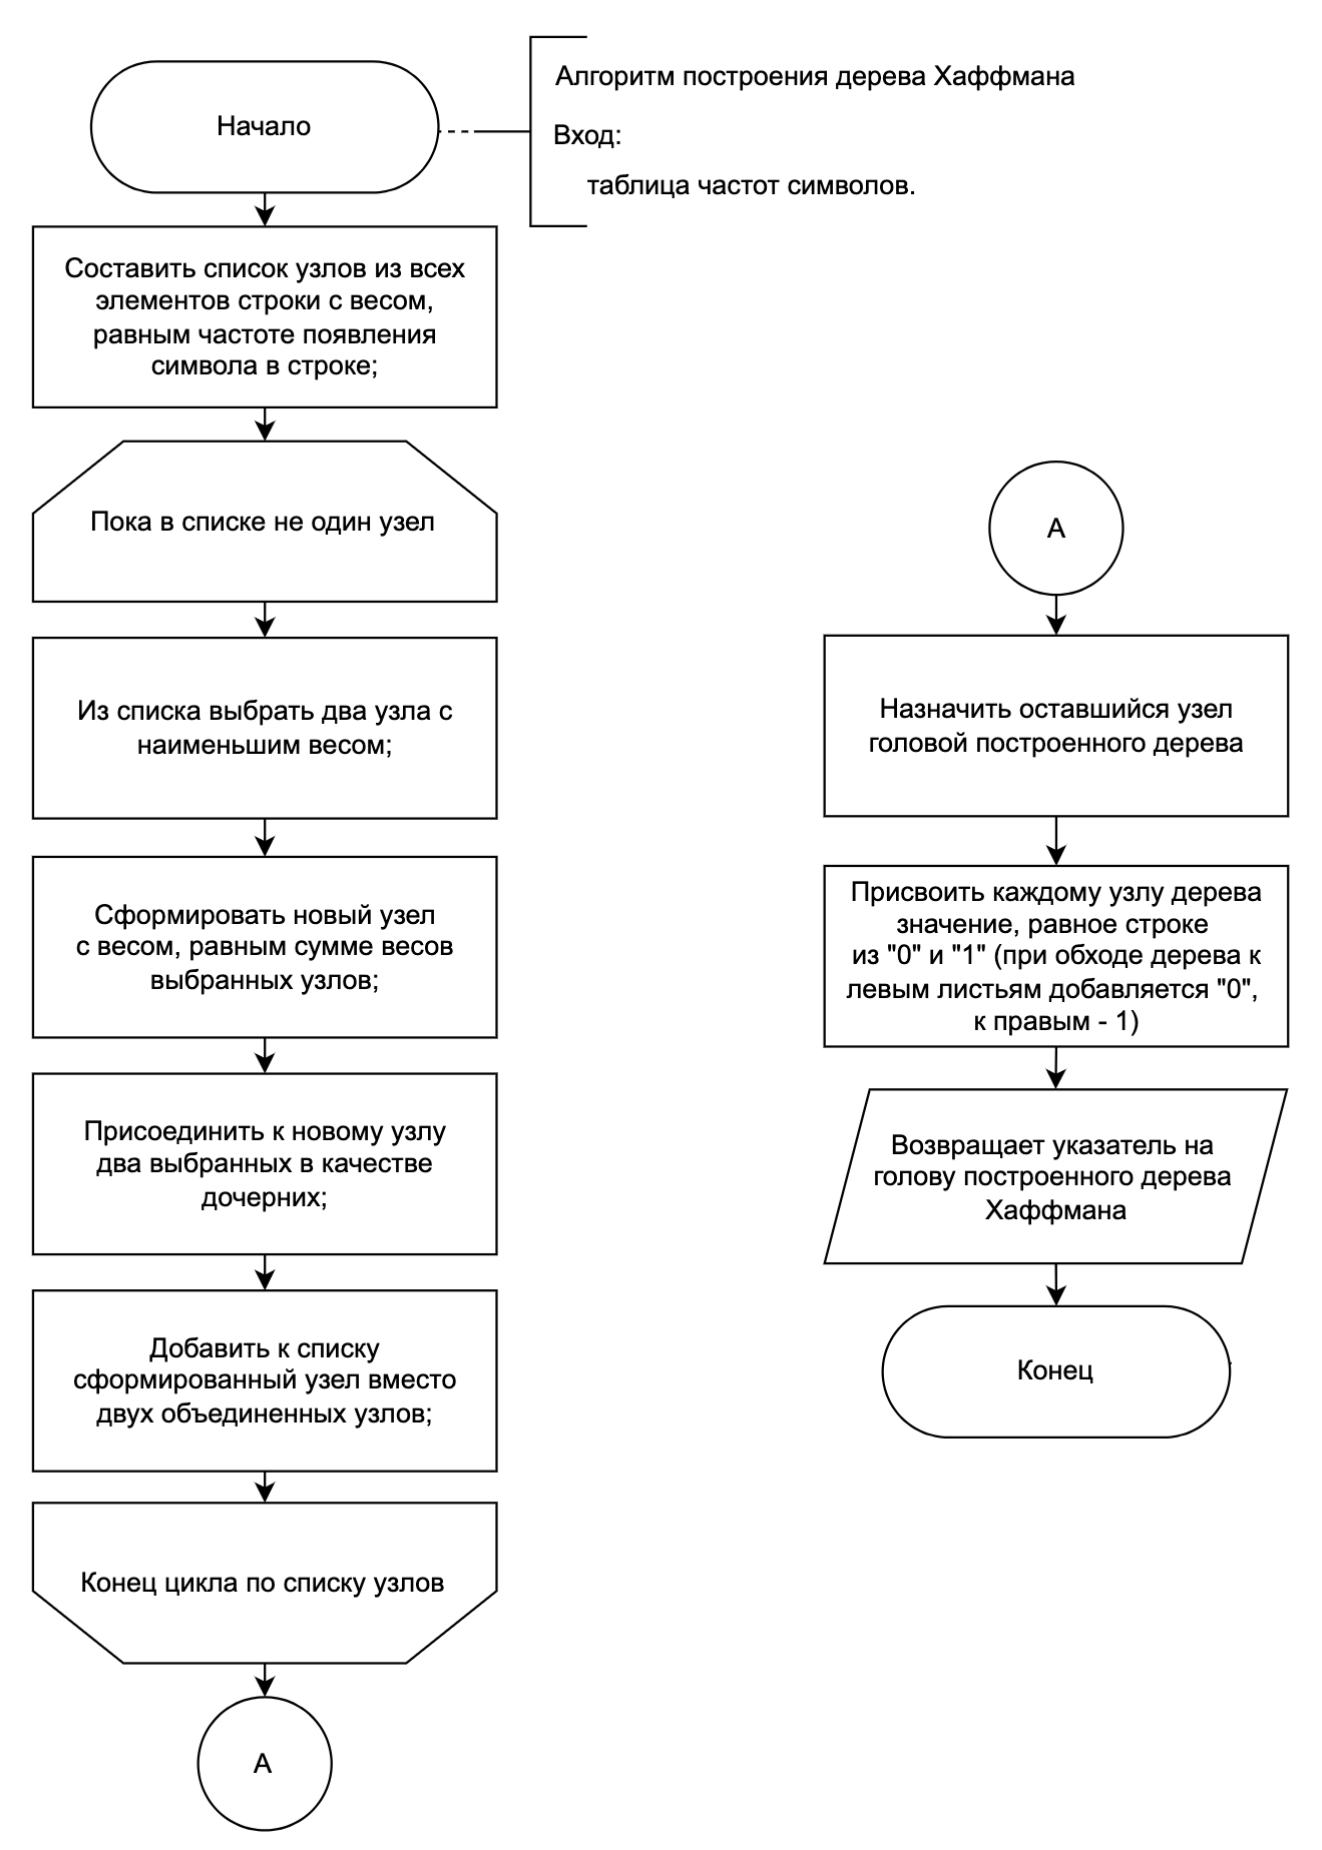 Начало
Алгоритм построения дерева Хаффмана
Вход:
таблица частот символов.
Составить список узлов из всех
элементов строки с весом,
равным частоте появления
символа в строке;
Пока в списке не один узел
Из списка выбрать два узла с
наименьшим весом;
Сформировать новый узел
с весом, равным сумме весов
выбранных узлов;
Присоединить к новому узлу
два выбранных в качестве
дочерних;
Добавить к списку
сформированный узел вместо
двух объединенных узлов;
Конец цикла по списку узлов
А
А
Назначить оставшийся узел
головой построенного дерева
Присвоить каждому узлу дерева
значение, равное строке
из "0" и "1" (при обходе дерева к
левым листьям добавляется "0",
к правым - 1)
Возвращает указатель на
голову построенного дерева
Хаффмана
Конец